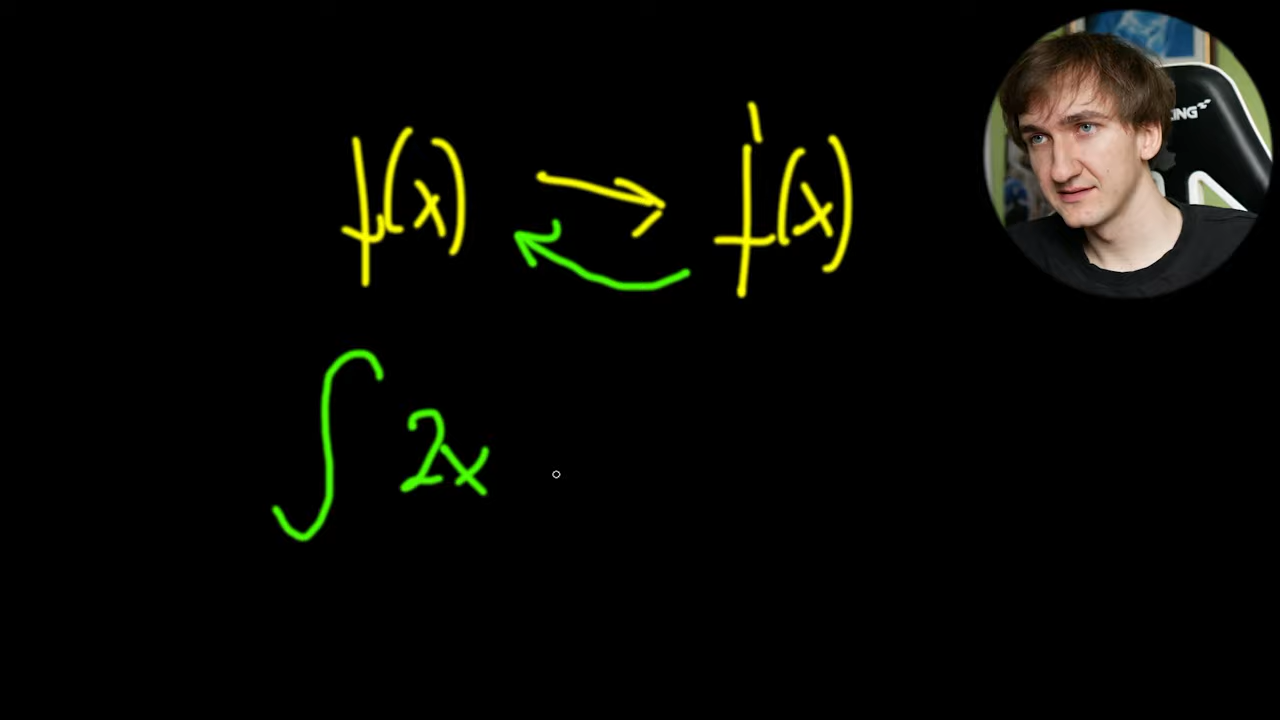 f(x) → f'(x)
∫ 2x